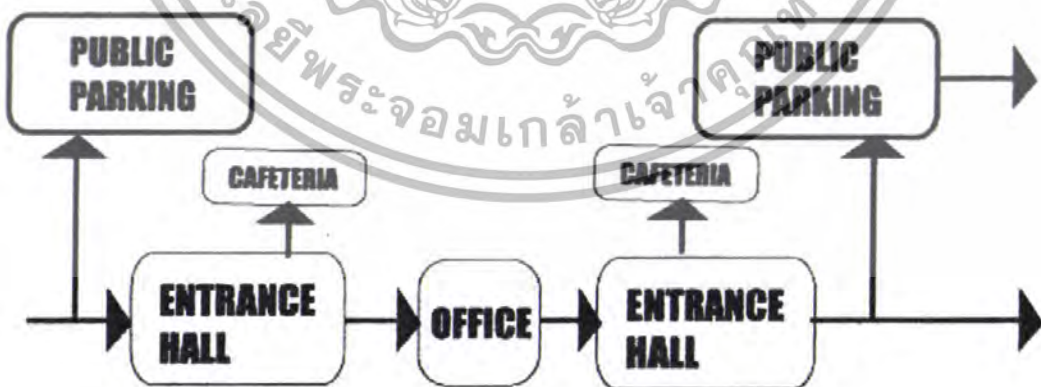 PUBLIC
PARKING
PUBLIC
PARKING
CAFETERIA
CAFETERIA
ENTRANCE
HALL
OFFICE
ENTRANCE
HALL